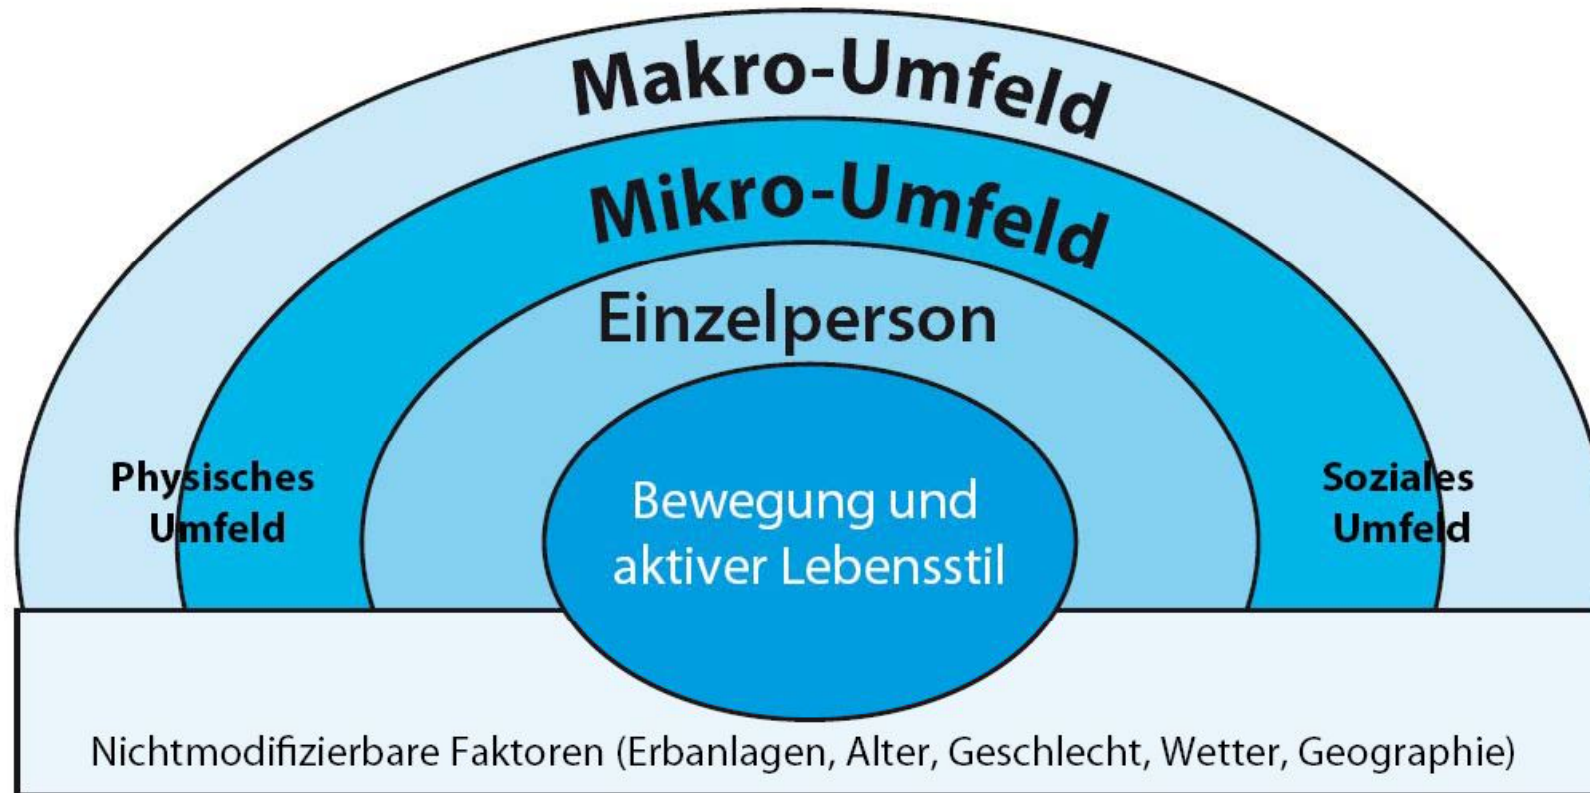 Makro-Umfeld
Mikro-Umfeld
Einzelperson
Physisches
Umfeld
Bewegung und
aktiver Lebensstil
Soziales
Umfeld
Nichtmodifizierbare Faktoren (Erbanlagen, Alter, Geschlecht, Wetter, Geographie)